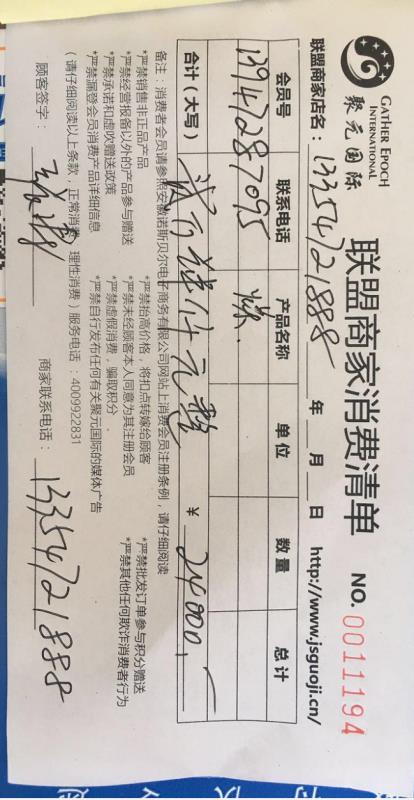 GATHER EPOCH
INTERNATIONAL
聚元国际
联盟商家消费清单
NO. 0011194
联盟商家店名：13354721888 年 月 日 http://www.jsguoji.cn/
会员号 联系电话 产品名称 单位 数量 总计
13947287095 煤
合计（大写） 贰万肆仟元整 ￥ 24000.
备注：消费者会员请参照安徽诺斯贝尔电子商务有限公司网站上消费会员注册条例，请仔细阅读
*严禁销售非正品产品 *严禁抬高价格，将扣点转嫁给顾客 *严禁批发订单参与积分赠送
*严禁经营报备以外的产品参与赠送 *严禁未经顾客本人同意为其注册会员 *严禁其他任何欺诈消费者行为
*严禁承诺和虚吹赠送政策 *严禁虚假消费，骗取积分
*严禁漏登会员消费产品详细信息 *严禁自行发布任何有关聚元国际的媒体广告
（请仔细阅读以上条款，正常消费，理性消费）服务电话：4009922831
顾客签字： 商家联系电话：13354721888